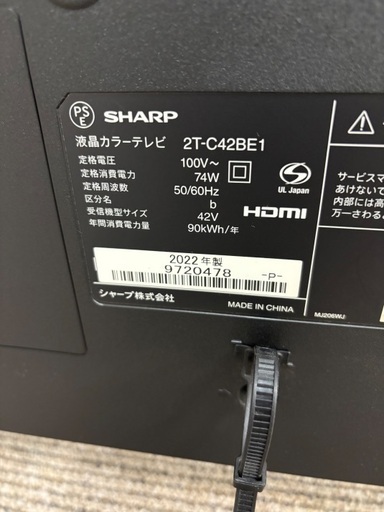 PS
E
SHARP
液晶カラーテレビ 2T-C42BE1
定格電圧 100V～
定格消費電力 74W
定格周波数 50/60Hz
区分名 b
受信機型サイズ 42V
年間消費電力量 90kWh/年
UL Japan
HDMI
2022 年製
9720478 -P-
シャープ株式会社
MADE IN CHINA
サービスマ
あけないで
内部には高
万一さわると
MJ206WJ